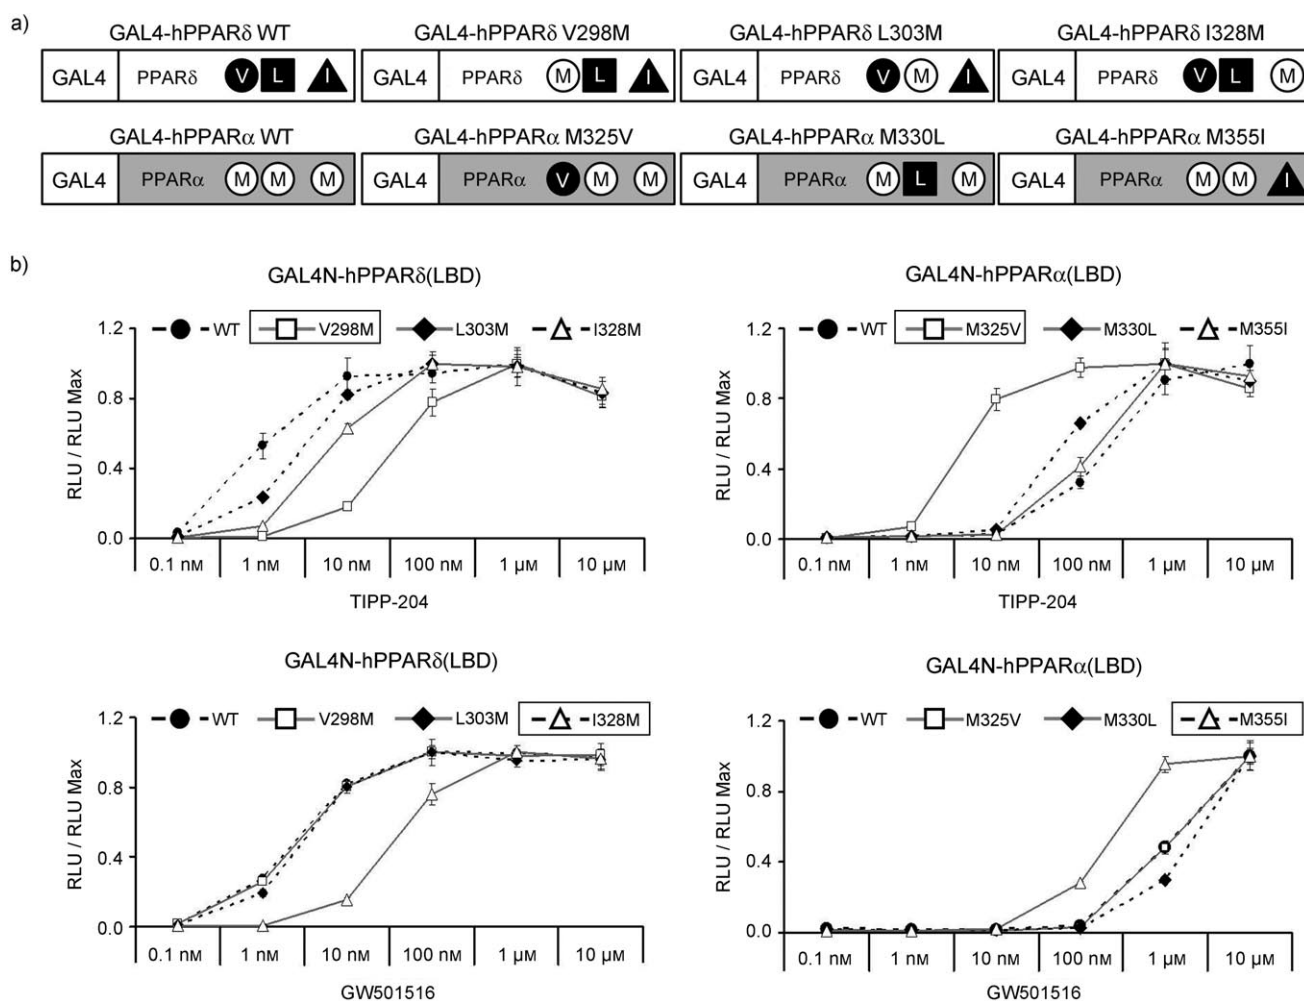 a)
GAL4-hPPARδ WT GAL4-hPPARδ V298M GAL4-hPPARδ L303M GAL4-hPPARδ I328M
GAL4 PPARδ V L I GAL4 PPARδ M L I GAL4 PPARδ V M I GAL4 PPARδ V L M
GAL4-hPPARα WT GAL4-hPPARα M325V GAL4-hPPARα M330L GAL4-hPPARα M355I
GAL4 PPARα M M M GAL4 PPARα V M M GAL4 PPARα M L M GAL4 PPARα M M I
b)
GAL4N-hPPARδ(LBD)
WT V298M L303M I328M
RLU / RLU Max
1.2
0.8
0.4
0.0
0.1 nM 1 nM 10 nM 100 nM 1 µM 10 µM
TIPP-204
GAL4N-hPPARα(LBD)
WT M325V M330L M355I
RLU / RLU Max
1.2
0.8
0.4
0.0
0.1 nM 1 nM 10 nM 100 nM 1 µM 10 µM
TIPP-204
GAL4N-hPPARδ(LBD)
WT V298M L303M I328M
RLU / RLU Max
1.2
0.8
0.4
0.0
0.1 nM 1 nM 10 nM 100 nM 1 µM 10 µM
GW501516
GAL4N-hPPARα(LBD)
WT M325V M330L M355I
RLU / RLU Max
1.2
0.8
0.4
0.0
0.1 nM 1 nM 10 nM 100 nM 1 µM 10 µM
GW501516